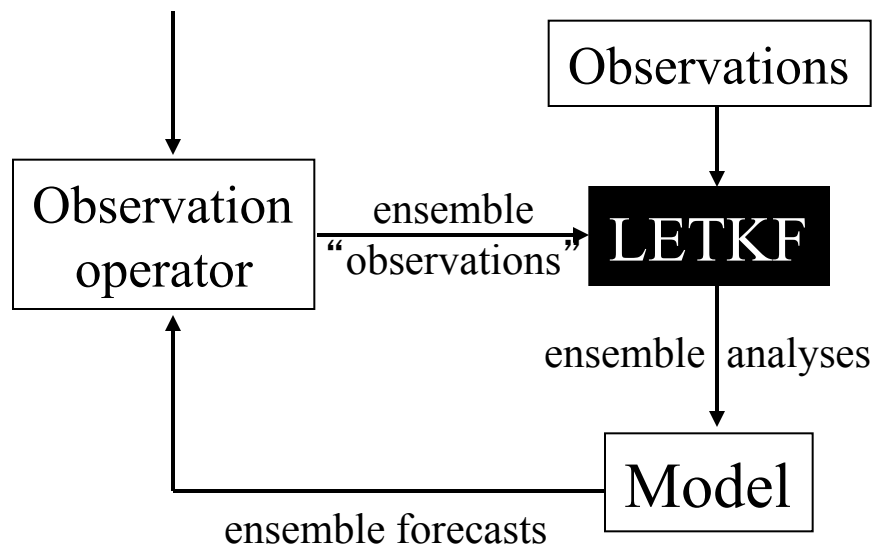 Observations
Observation
operator
ensemble
“observations”
LETKF
ensemble analyses
Model
ensemble forecasts